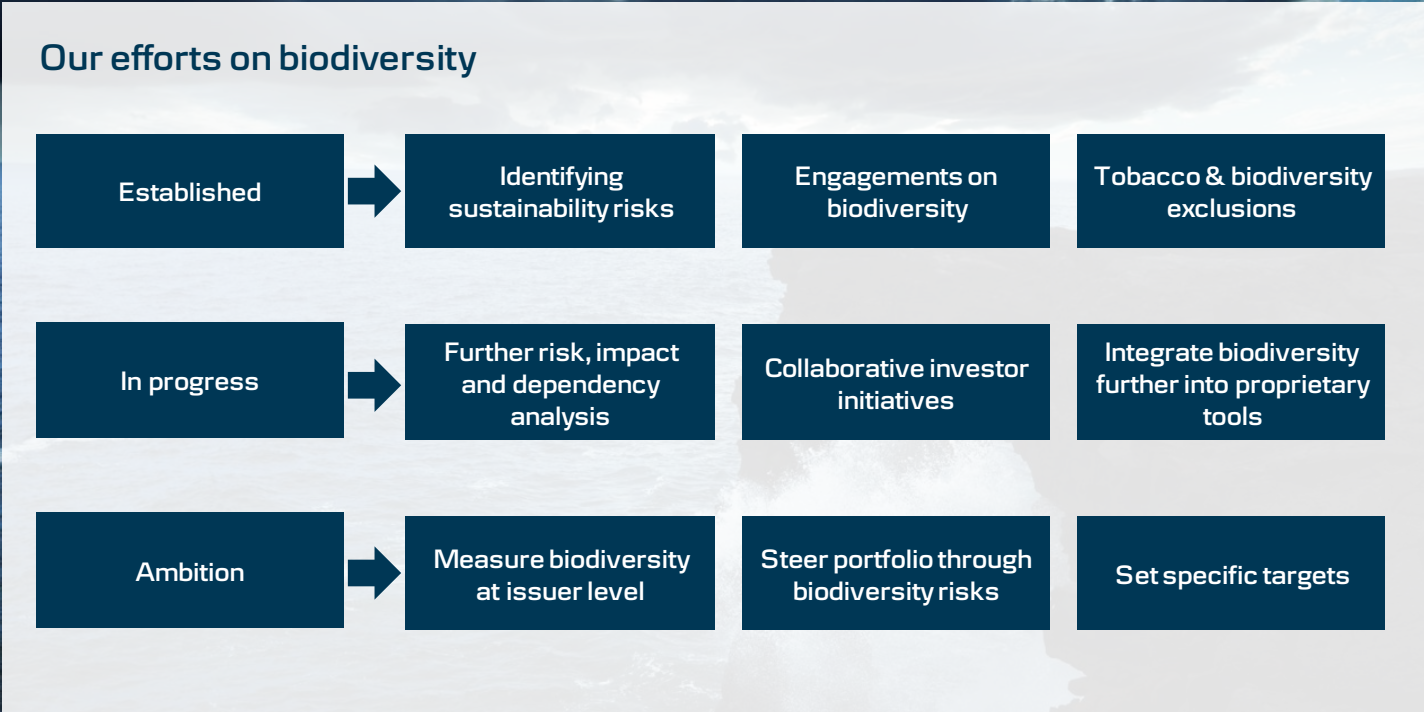 Our efforts on biodiversity
Established
Identifying
sustainability risks
Engagements on
biodiversity
Tobacco & biodiversity
exclusions
In progress
Further risk, impact
and dependency
analysis
Collaborative investor
initiatives
Integrate biodiversity
further into proprietary
tools
Ambition
Measure biodiversity
at issuer level
Steer portfolio through
biodiversity risks
Set specific targets